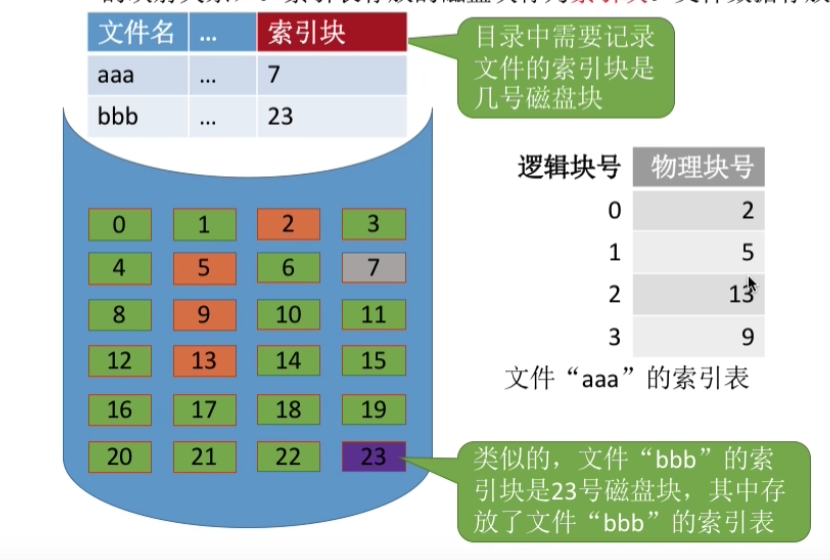 文件名 … 索引块
aaa … 7
bbb … 23
目录中需要记录
文件的索引块是
几号磁盘块
逻辑块号 物理块号
0 2
1 5
2 13
3 9
文件“aaa”的索引表
0 1 2 3
4 5 6 7
8 9 10 11
12 13 14 15
16 17 18 19
20 21 22 23
类似的，文件“bbb”的索
引块是23号磁盘块，其中存
放了文件“bbb”的索引表